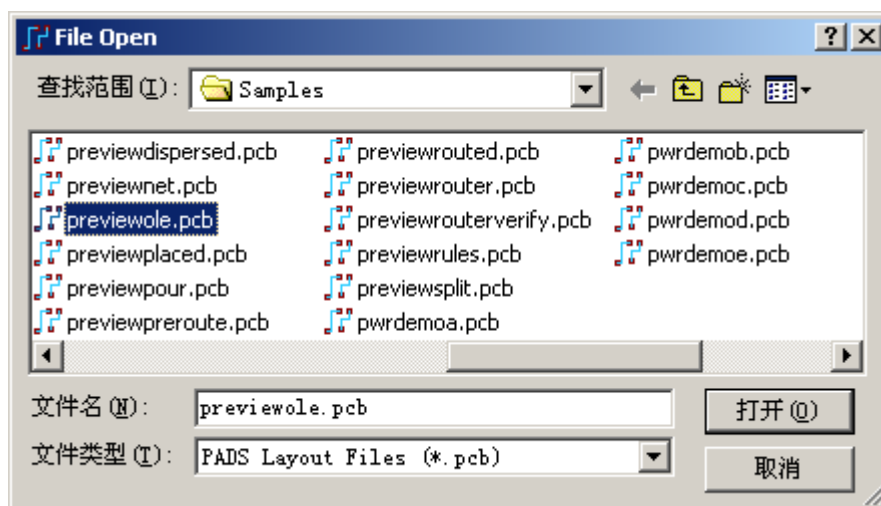 File Open
查找范围(I): Samples
previewdispersed.pcb previewrouted.pcb pwrdemob.pcb
previewnet.pcb previewrouter.pcb pwrdemoc.pcb
previewole.pcb previewrouterverify.pcb pwrdemod.pcb
previewplaced.pcb previewrules.pcb pwrdemoe.pcb
previewpour.pcb previewsplit.pcb
previewpreroute.pcb pwrdemoa.pcb
文件名(N): previewole.pcb 打开(O)
文件类型(T): PADS Layout Files (*.pcb) 取消